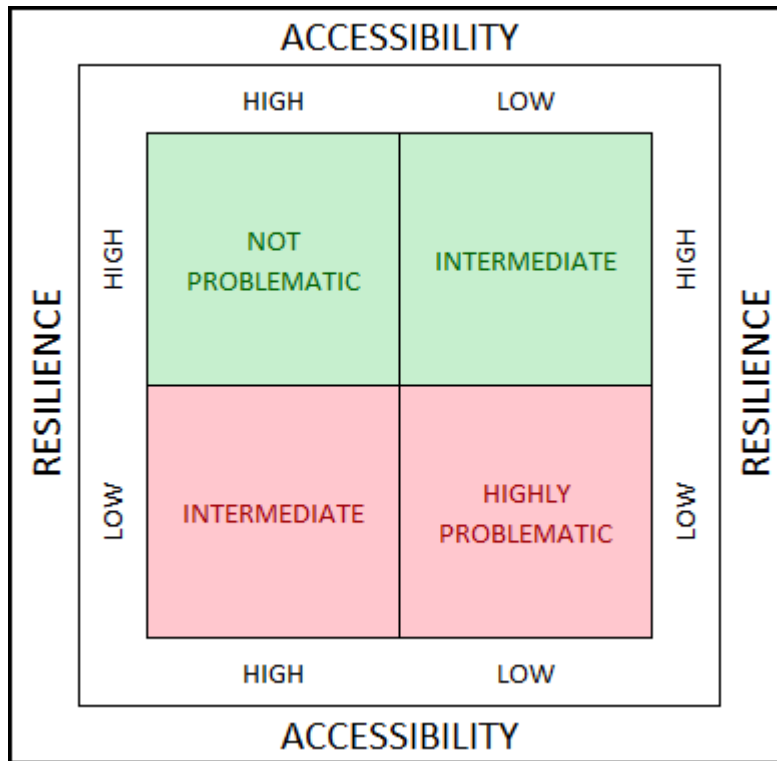 ACCESSIBILITY
HIGH LOW
HIGH
NOT
PROBLEMATIC
INTERMEDIATE
HIGH
RESILIENCE
RESILIENCE
LOW
INTERMEDIATE
HIGHLY
PROBLEMATIC
LOW
HIGH LOW
ACCESSIBILITY